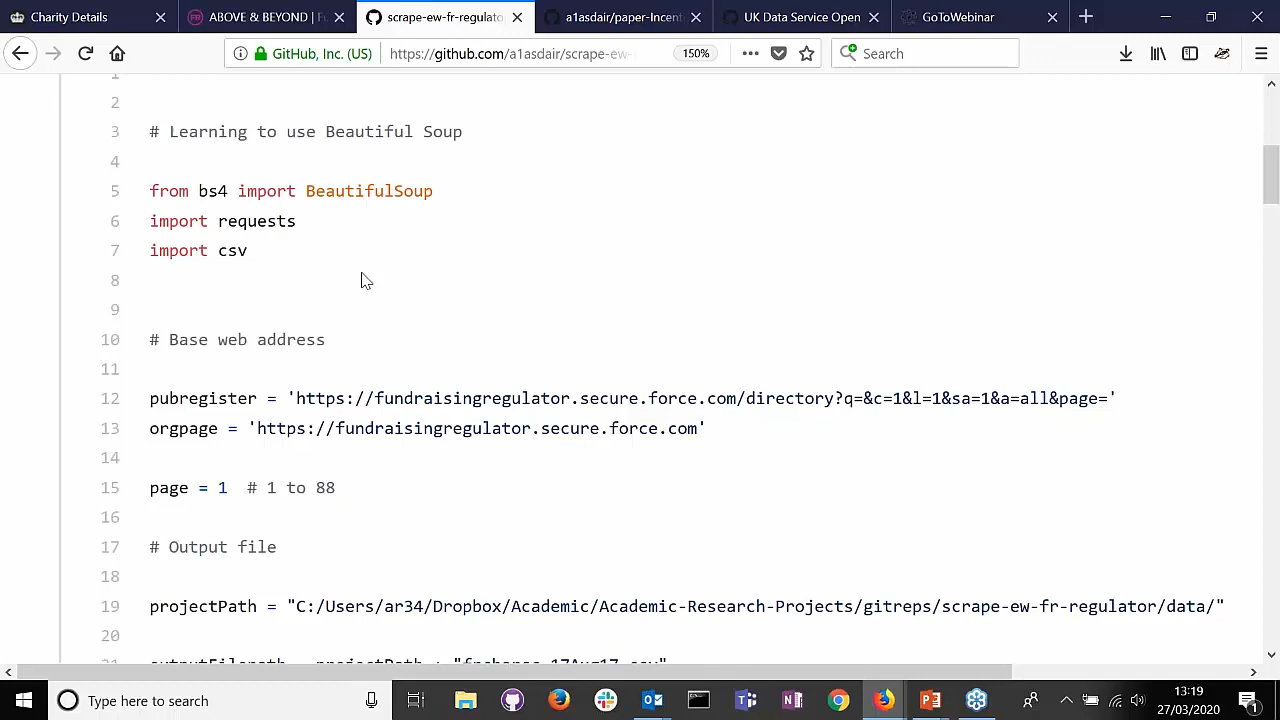 Charity Details
ABOVE & BEYOND | Fu
scrape-ew-fr-regulato
a1asdair/paper-Incent
UK Data Service Open
GoToWebinar
GitHub, Inc. (US)
https://github.com/a1asdair/scrape-ew-
150%
Search
1
2
3 # Learning to use Beautiful Soup
4
5 from bs4 import BeautifulSoup
6 import requests
7 import csv
8
9
10 # Base web address
11
12 pubregister = 'https://fundraisingregulator.secure.force.com/directory?q=&c=1&l=1&sa=1&a=all&page='
13 orgpage = 'https://fundraisingregulator.secure.force.com'
14
15 page = 1 # 1 to 88
16
17 # Output file
18
19 projectPath = "C:/Users/ar34/Dropbox/Academic/Academic-Research-Projects/gitreps/scrape-ew-fr-regulator/data/"
20
Type here to search
13:19
27/03/2020